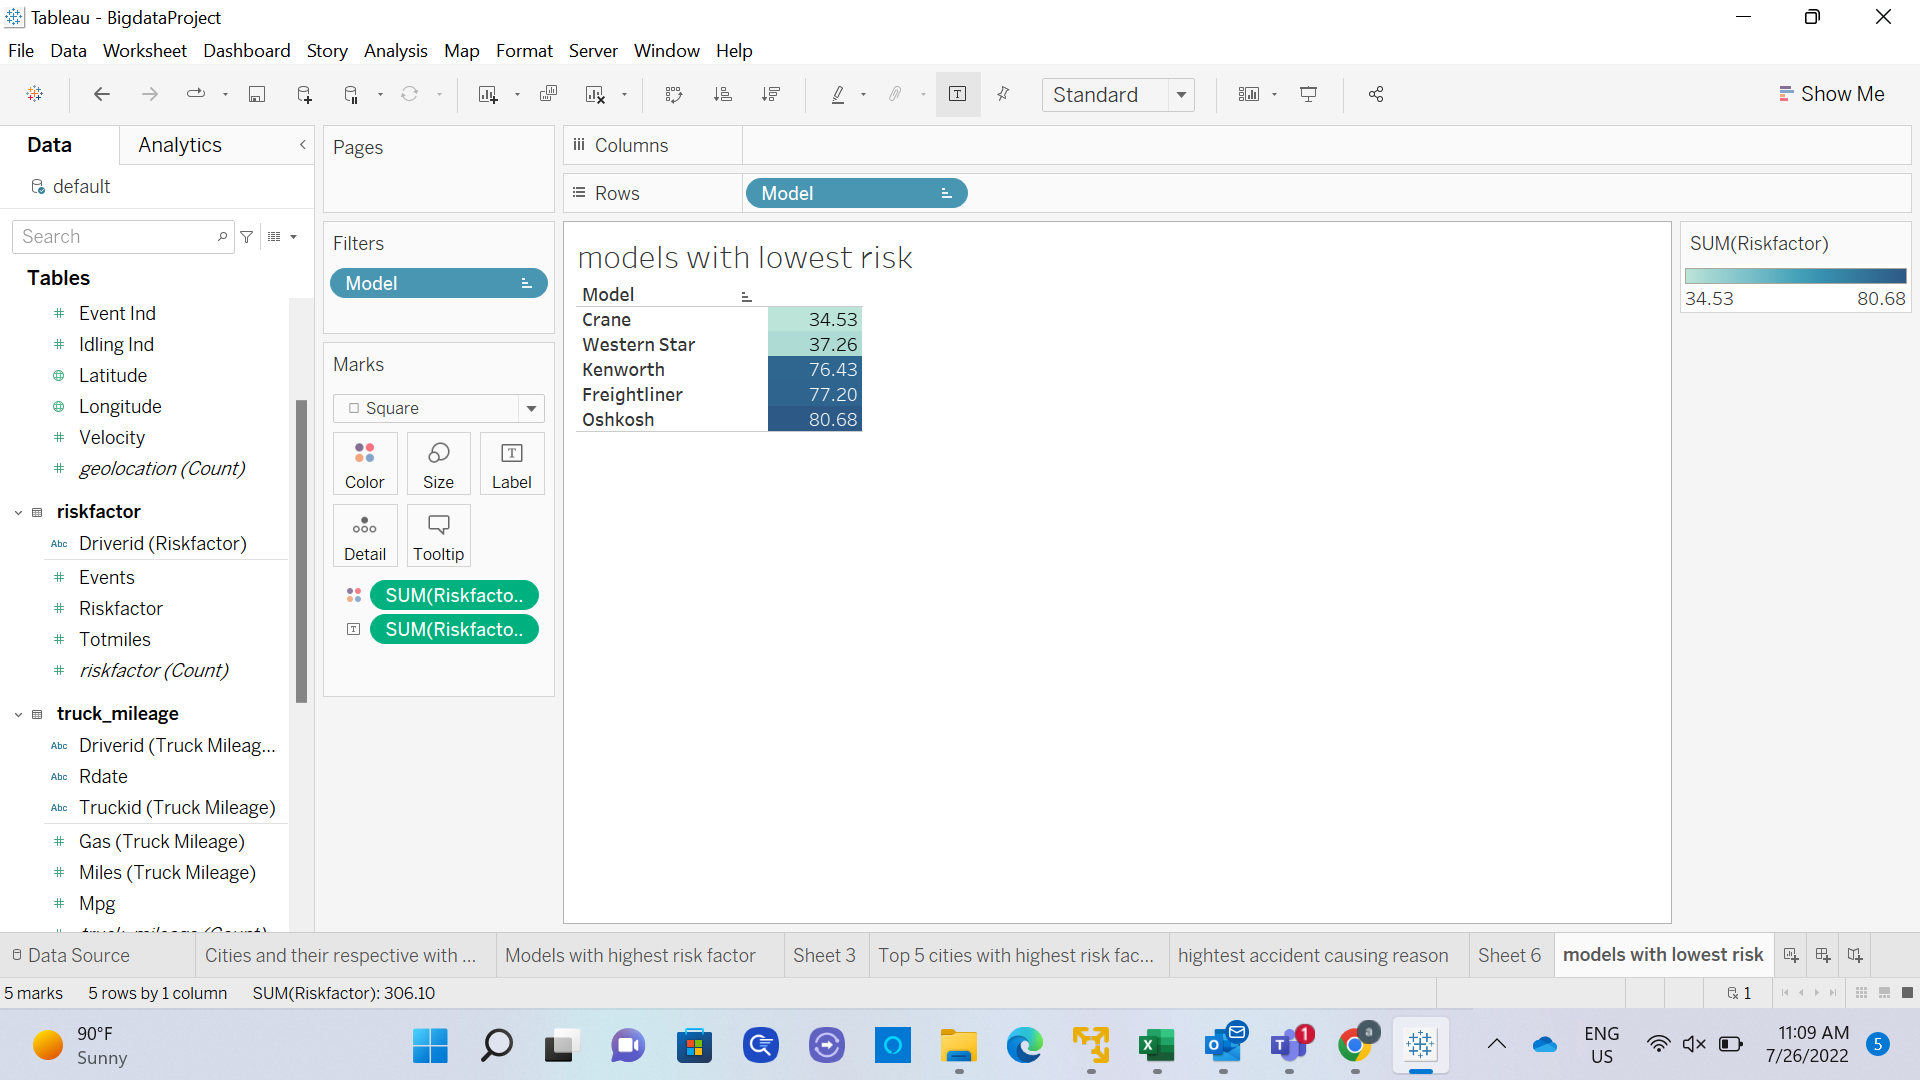 Tableau - BigdataProject
File Data Worksheet Dashboard Story Analysis Map Format Server Window Help
Standard
Show Me
Data Analytics
default
Search
Tables
Event Ind
Idling Ind
Latitude
Longitude
Velocity
geolocation (Count)
riskfactor
Abc Driverid (Riskfactor)
Events
Riskfactor
Totmiles
riskfactor (Count)
truck_mileage
Abc Driverid (Truck Mileag...
Abc Rdate
Abc Truckid (Truck Mileage)
Gas (Truck Mileage)
Miles (Truck Mileage)
Mpg
Pages
Filters
Model
Marks
Square
Color Size Label
Detail Tooltip
SUM(Riskfacto..
SUM(Riskfacto..
Columns
Rows Model
models with lowest risk
Model
Crane 34.53
Western Star 37.26
Kenworth 76.43
Freightliner 77.20
Oshkosh 80.68
SUM(Riskfactor)
34.53 80.68
Data Source Cities and their respective with ... Models with highest risk factor Sheet 3 Top 5 cities with highest risk fac... hightest accident causing reason Sheet 6 models with lowest risk
5 marks 5 rows by 1 column SUM(Riskfactor): 306.10 1
90°F
Sunny
1
a
ENG
US
11:09 AM
7/26/2022
5